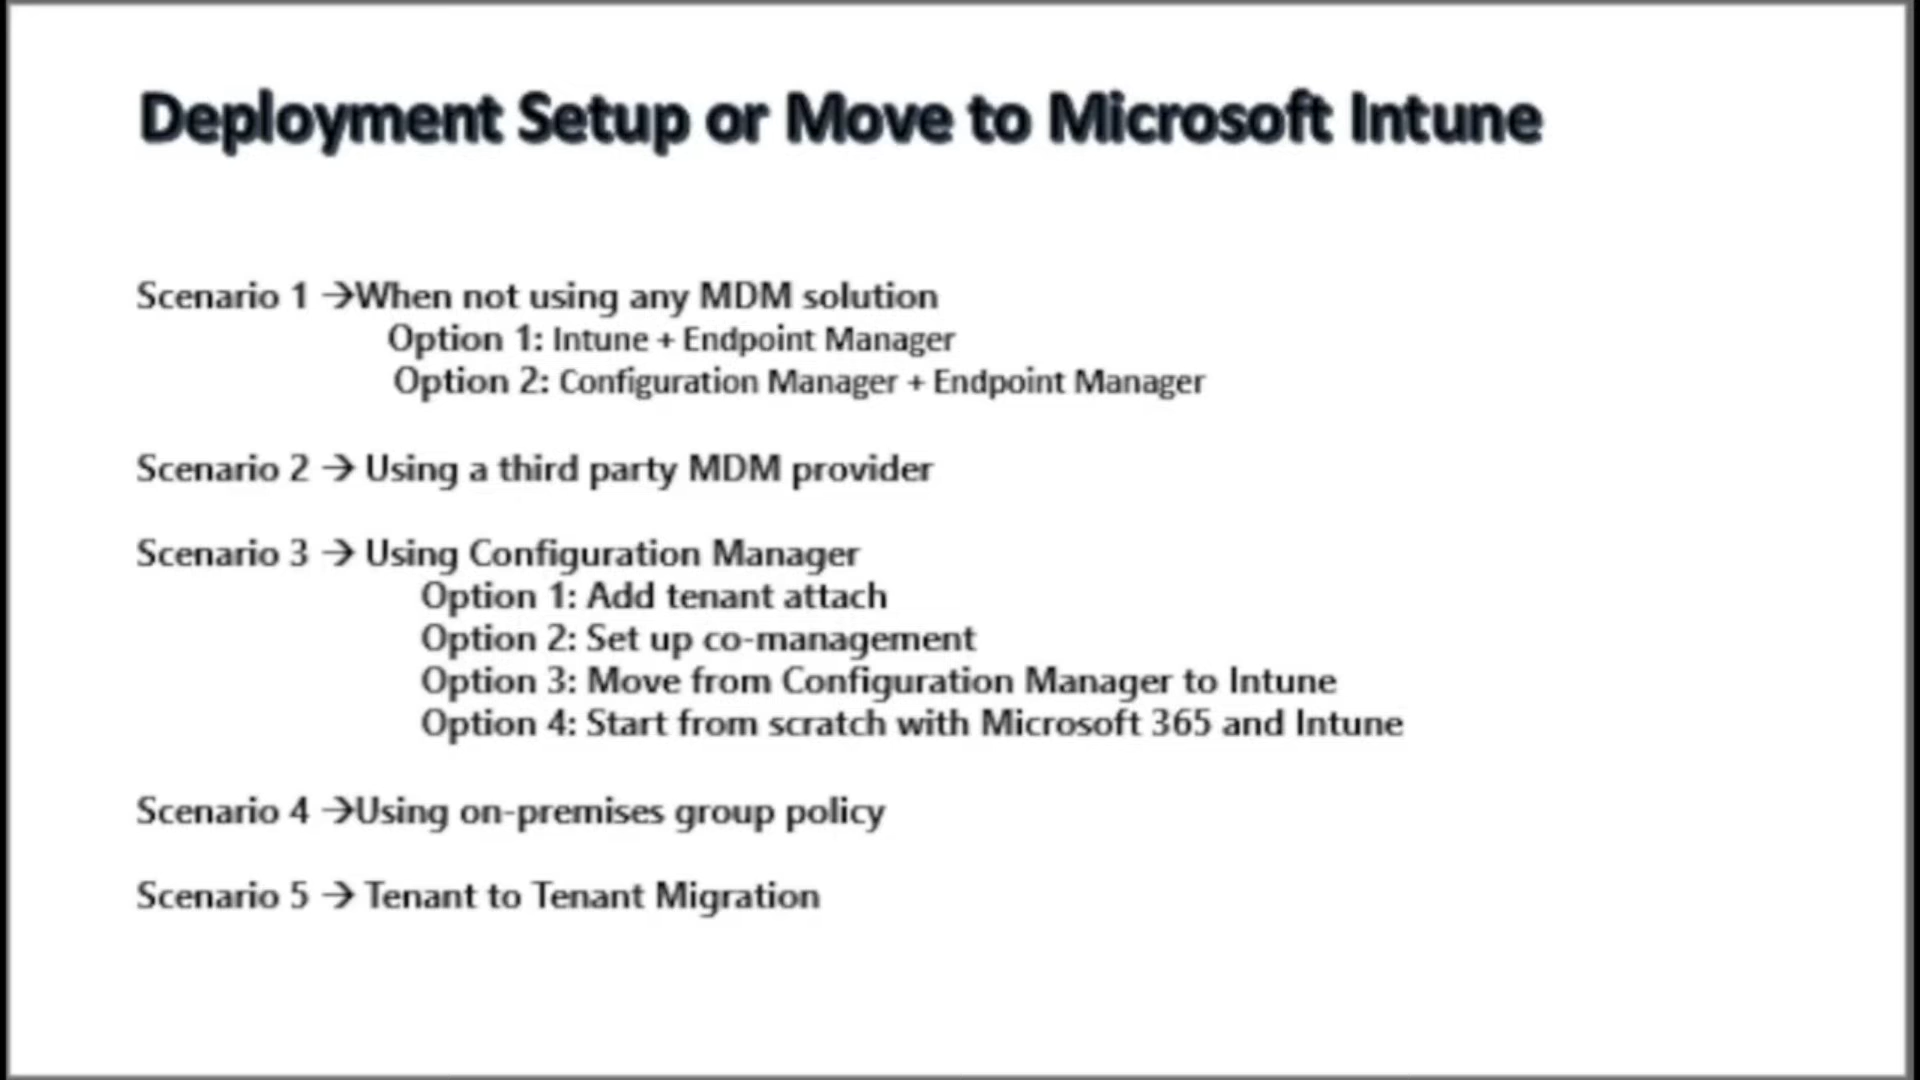 Deployment Setup or Move to Microsoft Intune
Scenario 1 →When not using any MDM solution
Option 1: Intune + Endpoint Manager
Option 2: Configuration Manager + Endpoint Manager
Scenario 2 → Using a third party MDM provider
Scenario 3 → Using Configuration Manager
Option 1: Add tenant attach
Option 2: Set up co-management
Option 3: Move from Configuration Manager to Intune
Option 4: Start from scratch with Microsoft 365 and Intune
Scenario 4 →Using on-premises group policy
Scenario 5 → Tenant to Tenant Migration